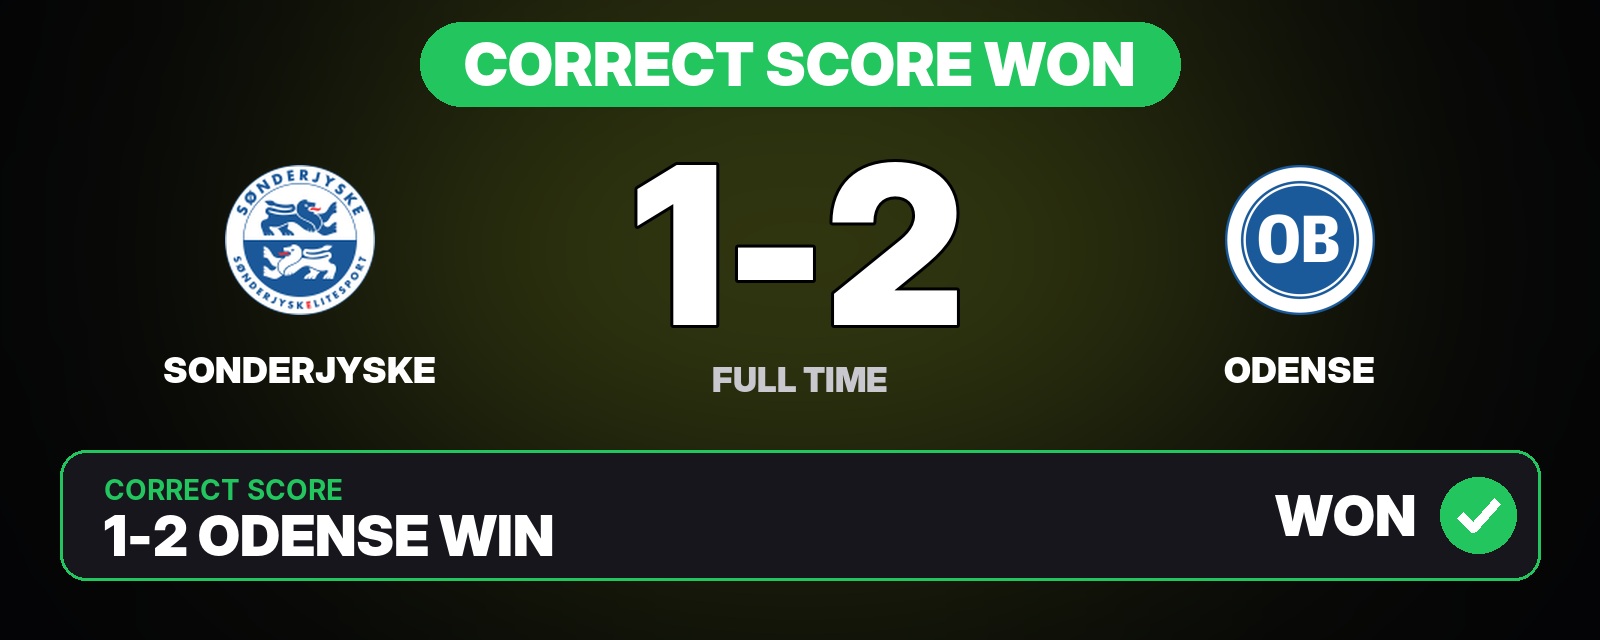 CORRECT SCORE WON
SØNDERJYSKE
SØNDERJYSKELITESPORT
1-2
OB
SONDERJYSKE
FULL TIME
ODENSE
CORRECT SCORE
1-2 ODENSE WIN
WON